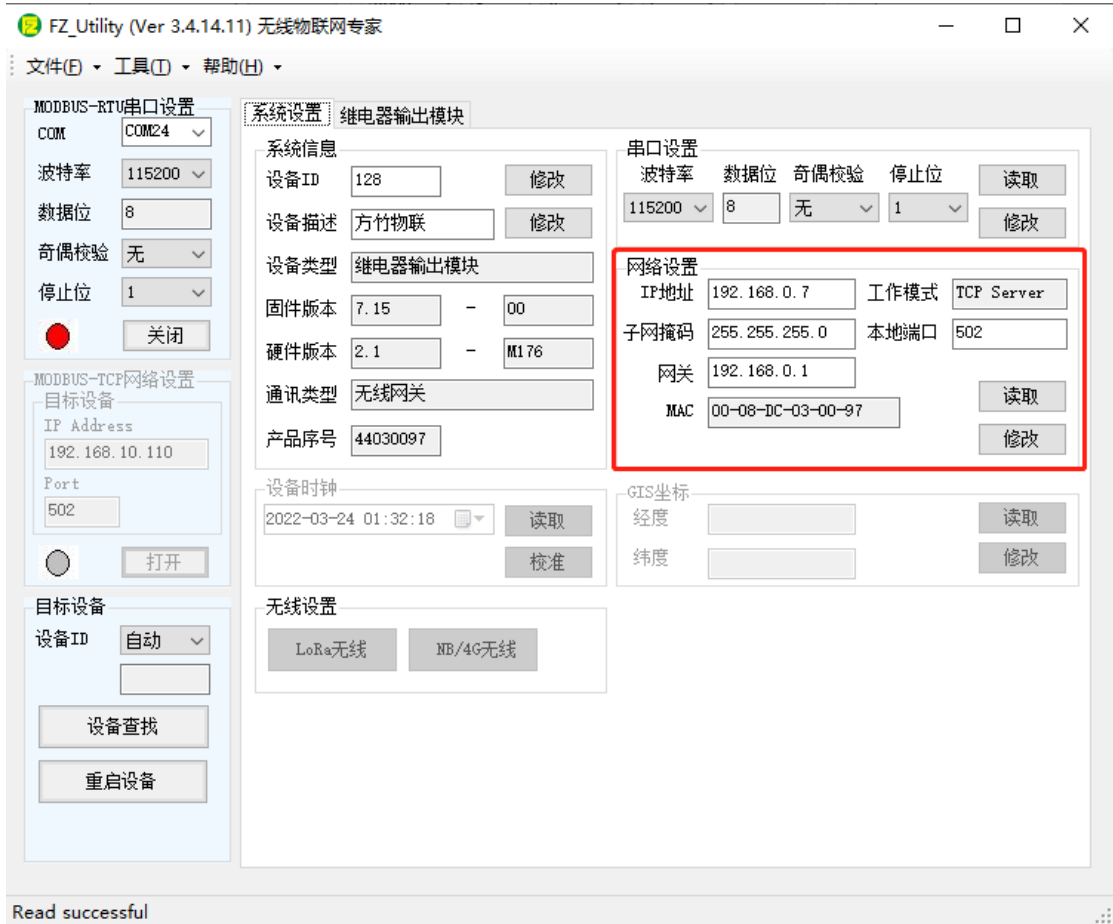 FZ_Utility (Ver 3.4.14.11) 无线物联网专家
文件(F) 工具(T) 帮助(H)
MODBUS-RTU串口设置
COM COM24
波特率 115200
数据位 8
奇偶校验 无
停止位 1
关闭
MODBUS-TCP网络设置
目标设备
IP Address
192.168.10.110
Port
502
打开
目标设备
设备ID 自动
设备查找
重启设备
系统设置 继电器输出模块
系统信息
设备ID 128 修改
设备描述 方竹物联 修改
设备类型 继电器输出模块
固件版本 7.15 - 00
硬件版本 2.1 - M176
通讯类型 无线网关
产品序号 44030097
设备时钟
2022-03-24 01:32:18 读取
校准
无线设置
LoRa无线 NB/4G无线
串口设置
波特率 数据位 奇偶校验 停止位 读取
115200 8 无 1 修改
网络设置
IP地址 192.168.0.7 工作模式 TCP Server
子网掩码 255.255.255.0 本地端口 502
网关 192.168.0.1 读取
MAC 00-08-DC-03-00-97
修改
GIS坐标
经度 读取
纬度 修改
Read successful